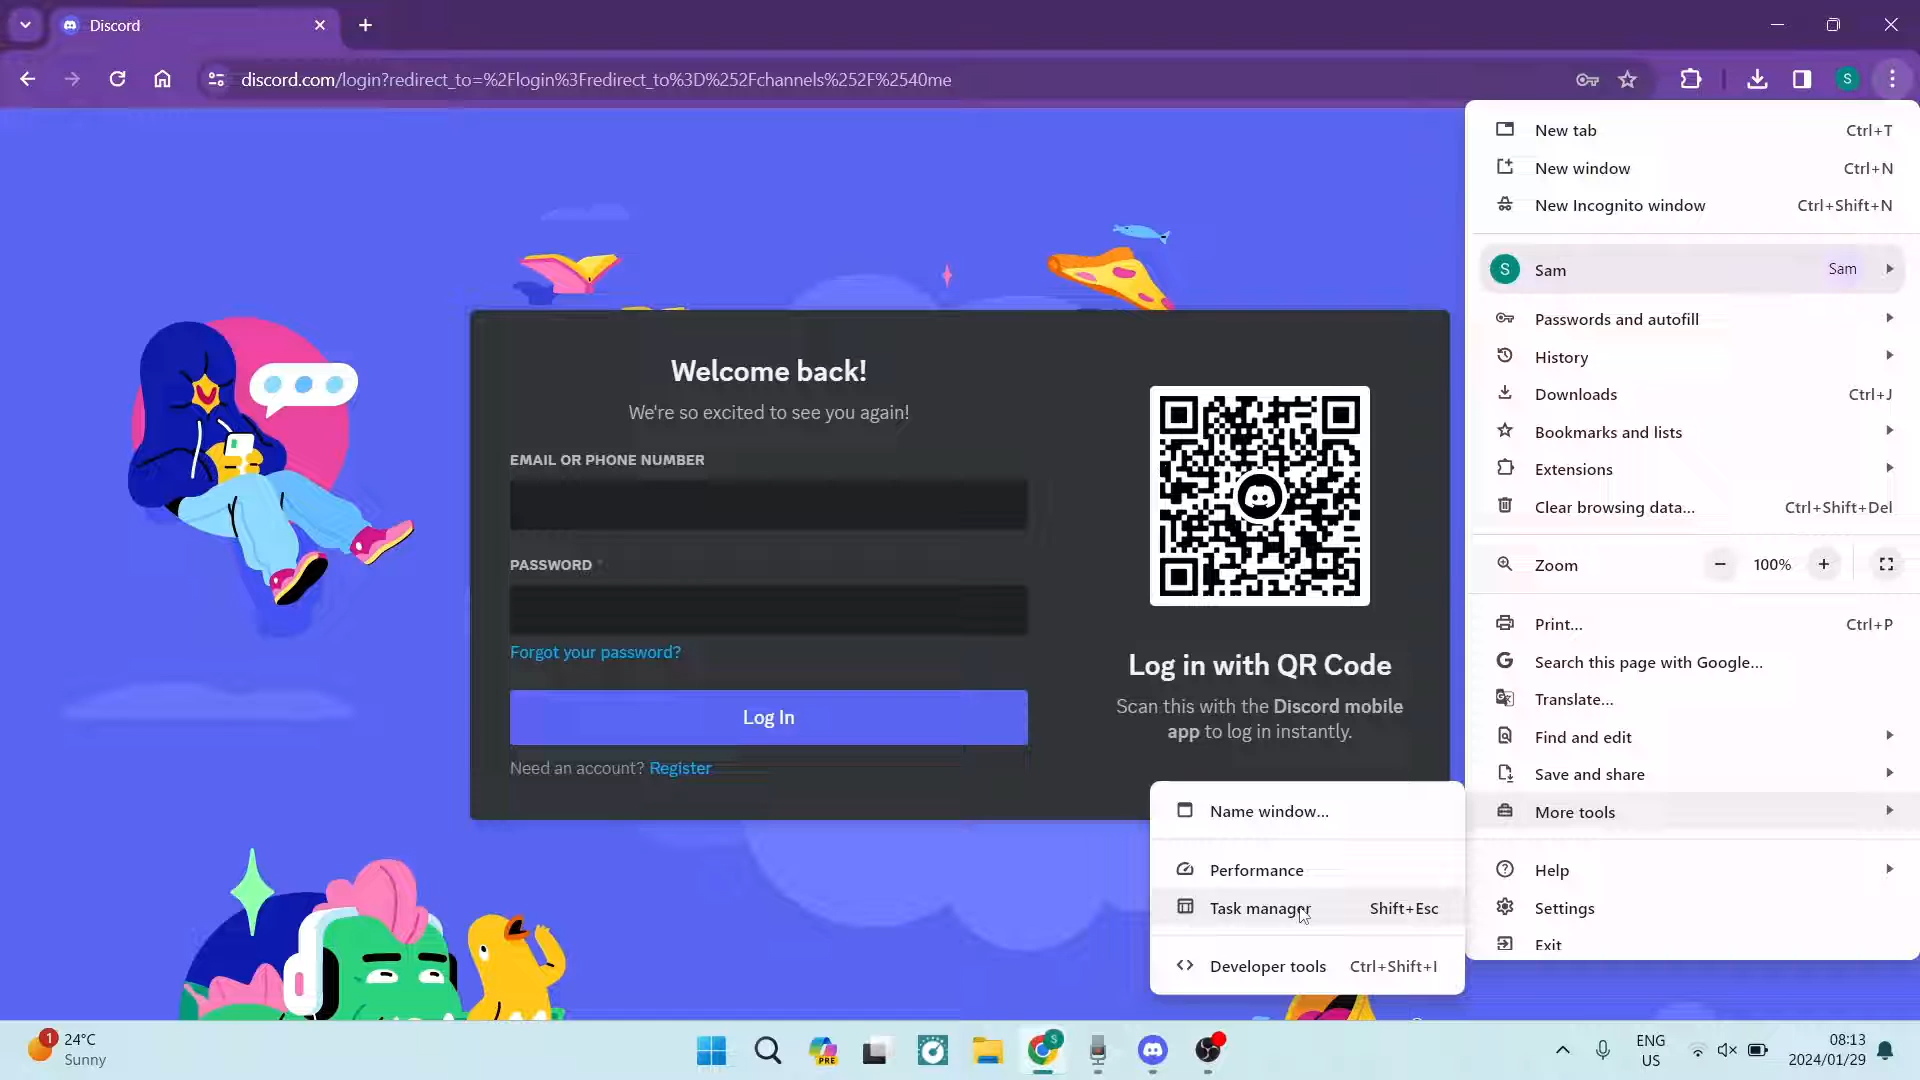 Discord
discord.com/login?redirect_to=%2Flogin%3Fredirect_to%3D%252Fchannels%252F%2540me
S
New tab Ctrl+T
New window Ctrl+N
New Incognito window Ctrl+Shift+N
S Sam Sam
Passwords and autofill
History
Downloads Ctrl+J
Bookmarks and lists
Extensions
Clear browsing data... Ctrl+Shift+Del
Zoom − 100% +
Print... Ctrl+P
Search this page with Google...
Translate...
Find and edit
Save and share
More tools
Help
Settings
Exit
Name window...
Performance
Task manager Shift+Esc
Developer tools Ctrl+Shift+I
Welcome back!
We're so excited to see you again!
EMAIL OR PHONE NUMBER
PASSWORD *
Forgot your password?
Log In
Need an account? Register
Log in with QR Code
Scan this with the Discord mobile
app to log in instantly.
1
24°C
Sunny
PRE
S
ENG
US
08:13
2024/01/29